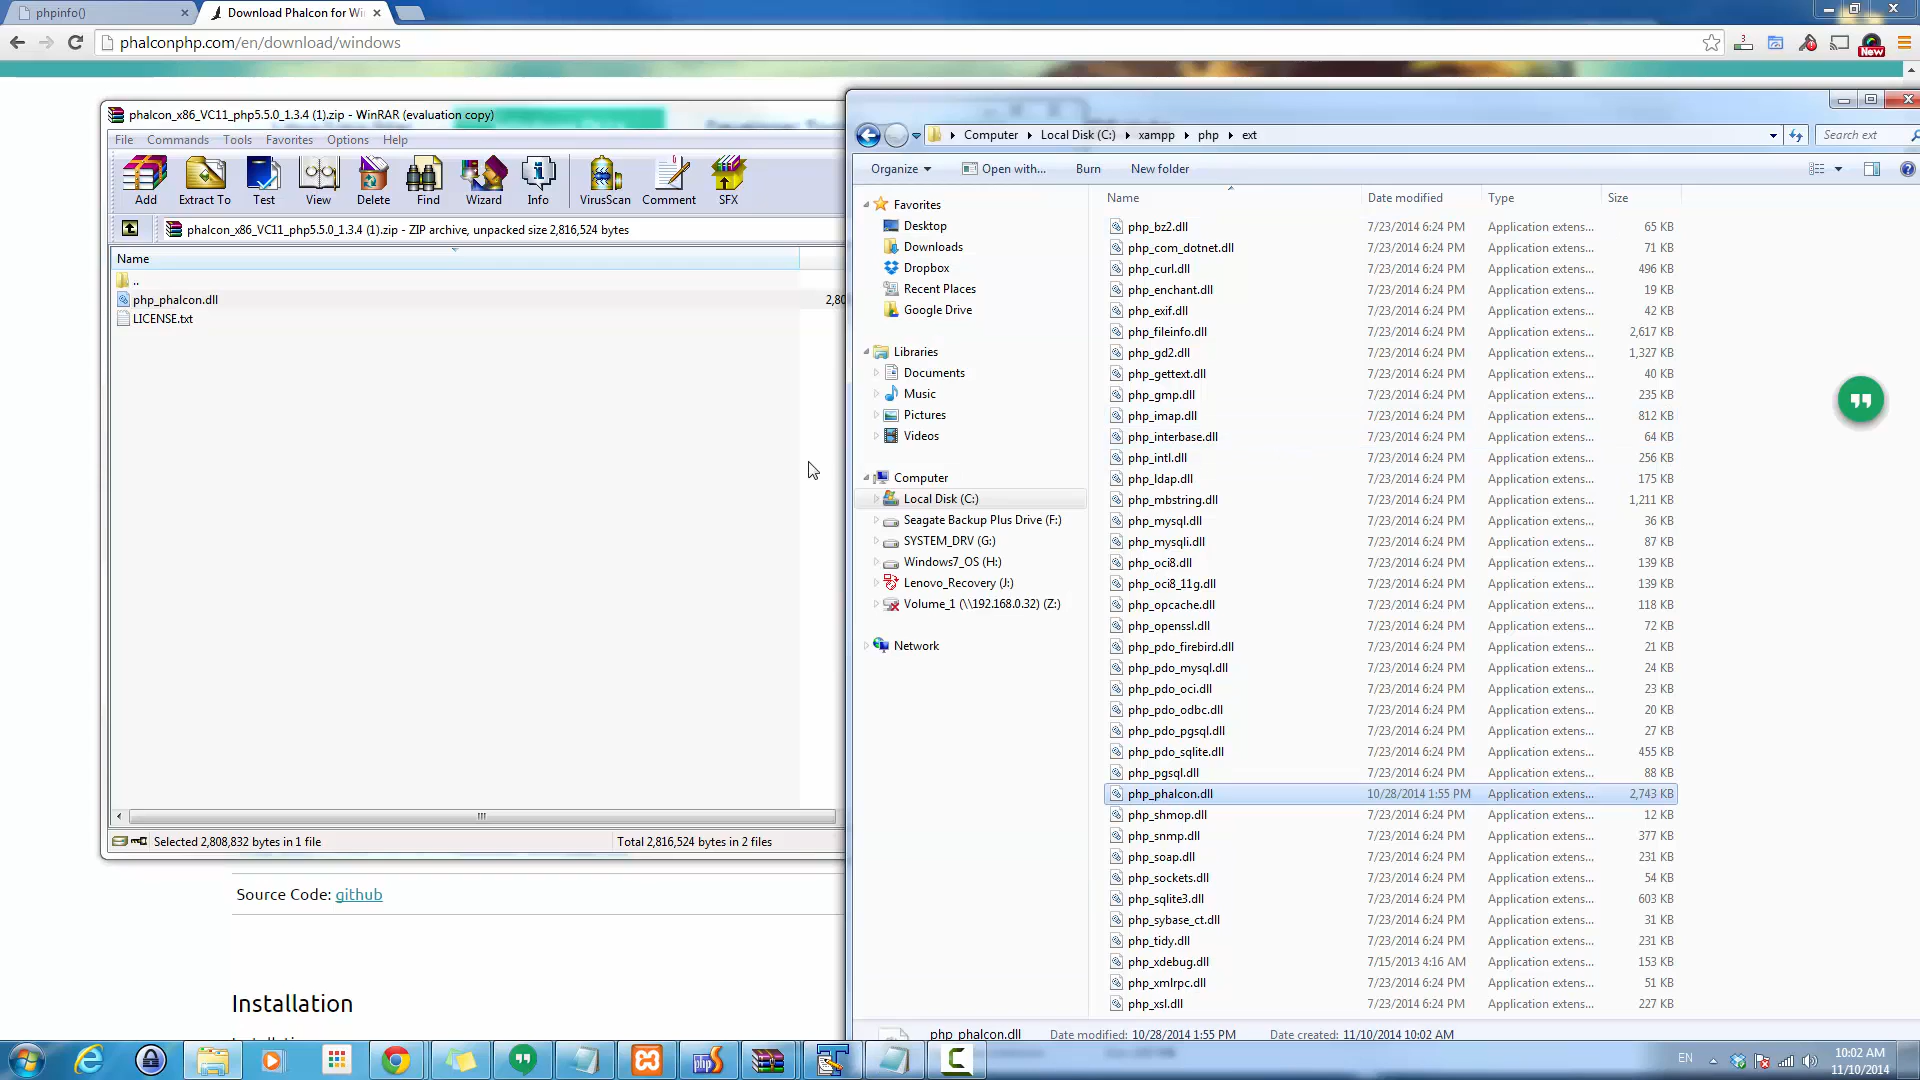 phpinfo()
Download Phalcon for Wi
phalconphp.com/en/download/windows
3
New
phalcon_x86_VC11_php5.5.0_1.3.4 (1).zip - WinRAR (evaluation copy)
File Commands Tools Favorites Options Help
Add Extract To Test View Delete Find Wizard Info VirusScan Comment SFX
phalcon_x86_VC11_php5.5.0_1.3.4 (1).zip - ZIP archive, unpacked size 2,816,524 bytes
Name
..
php_phalcon.dll 2,80
LICENSE.txt
Selected 2,808,832 bytes in 1 file Total 2,816,524 bytes in 2 files
Source Code: github
Installation
Computer Local Disk (C:) xampp php ext
Search ext
Organize Open with... Burn New folder
Favorites
Desktop
Downloads
Dropbox
Recent Places
Google Drive
Libraries
Documents
Music
Pictures
Videos
Computer
Local Disk (C:)
Seagate Backup Plus Drive (F:)
SYSTEM_DRV (G:)
Windows7_OS (H:)
Lenovo_Recovery (J:)
Volume_1 (\\192.168.0.32) (Z:)
Network
Name Date modified Type Size
php_bz2.dll 7/23/2014 6:24 PM Application extens... 65 KB
php_com_dotnet.dll 7/23/2014 6:24 PM Application extens... 71 KB
php_curl.dll 7/23/2014 6:24 PM Application extens... 496 KB
php_enchant.dll 7/23/2014 6:24 PM Application extens... 19 KB
php_exif.dll 7/23/2014 6:24 PM Application extens... 42 KB
php_fileinfo.dll 7/23/2014 6:24 PM Application extens... 2,617 KB
php_gd2.dll 7/23/2014 6:24 PM Application extens... 1,327 KB
php_gettext.dll 7/23/2014 6:24 PM Application extens... 40 KB
php_gmp.dll 7/23/2014 6:24 PM Application extens... 235 KB
php_imap.dll 7/23/2014 6:24 PM Application extens... 812 KB
php_interbase.dll 7/23/2014 6:24 PM Application extens... 64 KB
php_intl.dll 7/23/2014 6:24 PM Application extens... 256 KB
php_ldap.dll 7/23/2014 6:24 PM Application extens... 175 KB
php_mbstring.dll 7/23/2014 6:24 PM Application extens... 1,211 KB
php_mysql.dll 7/23/2014 6:24 PM Application extens... 36 KB
php_mysqli.dll 7/23/2014 6:24 PM Application extens... 87 KB
php_oci8.dll 7/23/2014 6:24 PM Application extens... 139 KB
php_oci8_11g.dll 7/23/2014 6:24 PM Application extens... 139 KB
php_opcache.dll 7/23/2014 6:24 PM Application extens... 118 KB
php_openssl.dll 7/23/2014 6:24 PM Application extens... 72 KB
php_pdo_firebird.dll 7/23/2014 6:24 PM Application extens... 21 KB
php_pdo_mysql.dll 7/23/2014 6:24 PM Application extens... 24 KB
php_pdo_oci.dll 7/23/2014 6:24 PM Application extens... 23 KB
php_pdo_odbc.dll 7/23/2014 6:24 PM Application extens... 20 KB
php_pdo_pgsql.dll 7/23/2014 6:24 PM Application extens... 27 KB
php_pdo_sqlite.dll 7/23/2014 6:24 PM Application extens... 455 KB
php_pgsql.dll 7/23/2014 6:24 PM Application extens... 88 KB
php_phalcon.dll 10/28/2014 1:55 PM Application extens... 2,743 KB
php_shmop.dll 7/23/2014 6:24 PM Application extens... 12 KB
php_snmp.dll 7/23/2014 6:24 PM Application extens... 377 KB
php_soap.dll 7/23/2014 6:24 PM Application extens... 231 KB
php_sockets.dll 7/23/2014 6:24 PM Application extens... 54 KB
php_sqlite3.dll 7/23/2014 6:24 PM Application extens... 603 KB
php_sybase_ct.dll 7/23/2014 6:24 PM Application extens... 31 KB
php_tidy.dll 7/23/2014 6:24 PM Application extens... 231 KB
php_xdebug.dll 7/15/2013 4:16 AM Application extens... 153 KB
php_xmlrpc.dll 7/23/2014 6:24 PM Application extens... 51 KB
php_xsl.dll 7/23/2014 6:24 PM Application extens... 227 KB
php_phalcon.dll Date modified: 10/28/2014 1:55 PM Date created: 11/10/2014 10:02 AM
EN
10:02 AM
11/10/2014